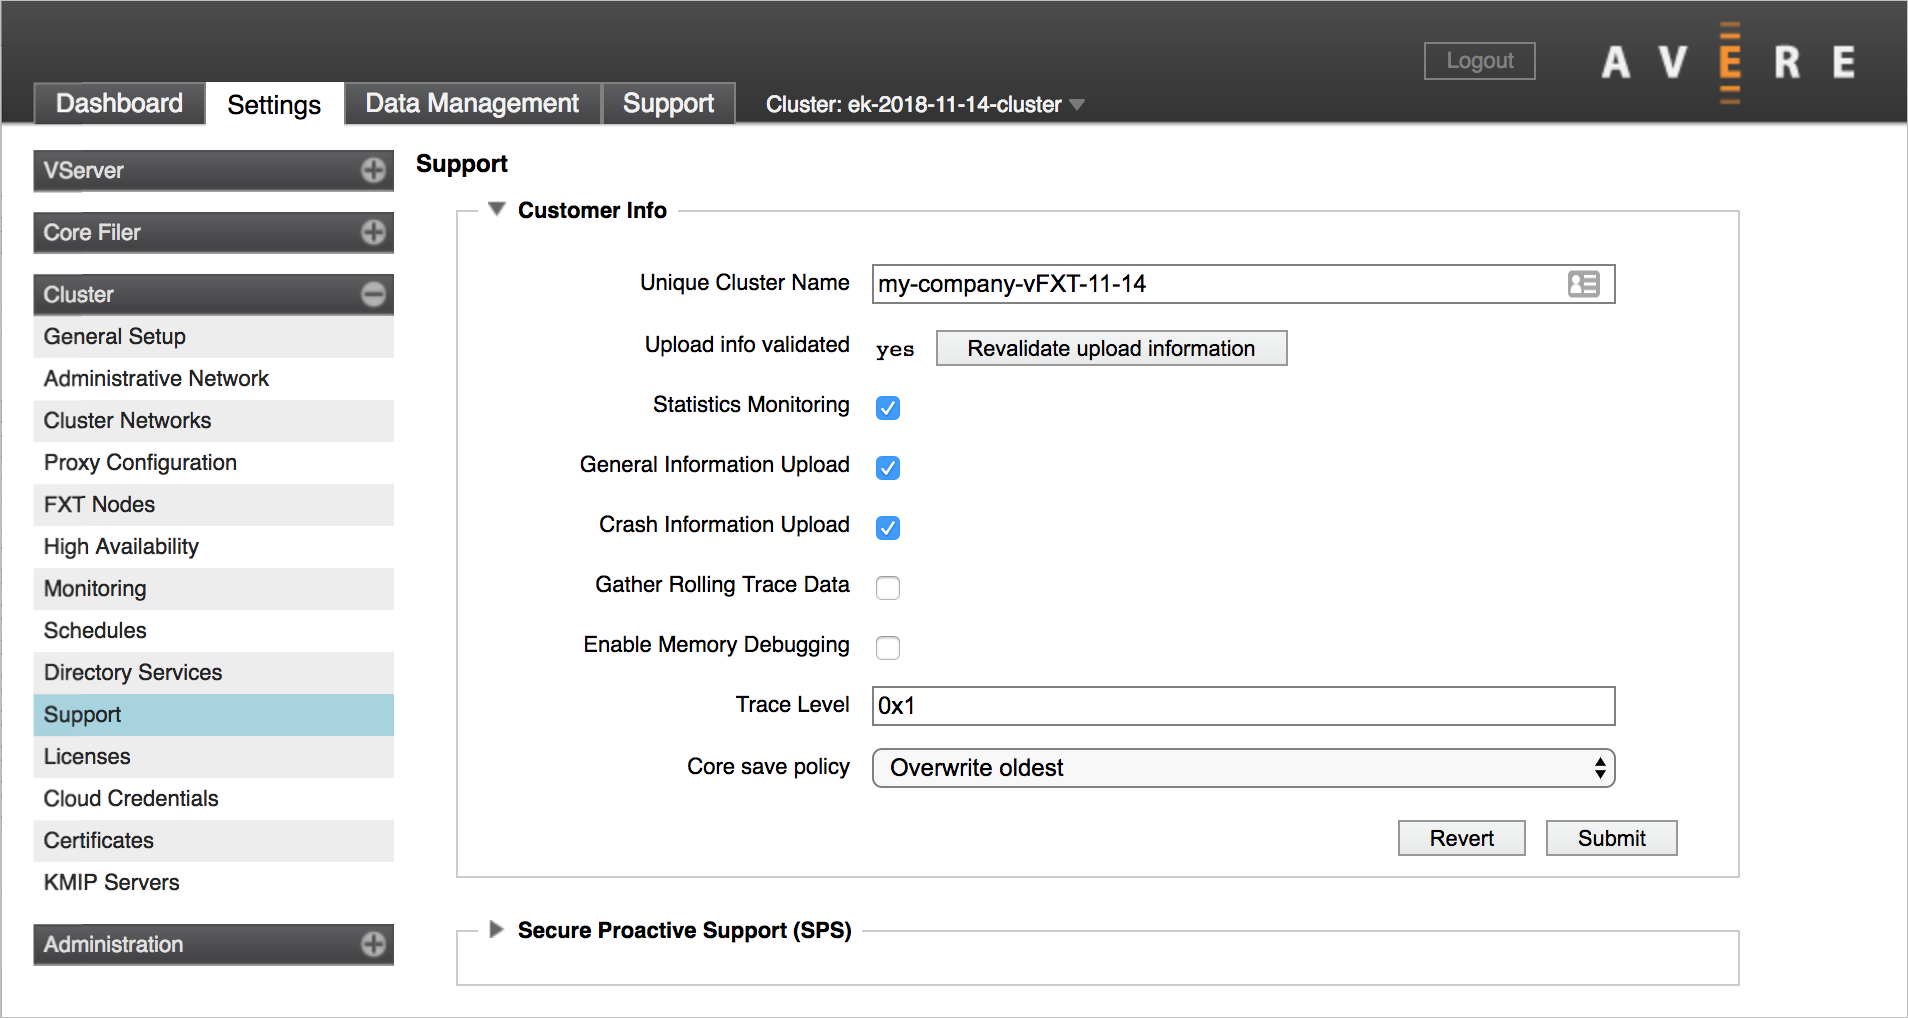 Logout
AVERE
Dashboard Settings Data Management Support Cluster: ek-2018-11-14-cluster
VServer
Core Filer
Cluster
General Setup
Administrative Network
Cluster Networks
Proxy Configuration
FXT Nodes
High Availability
Monitoring
Schedules
Directory Services
Support
Licenses
Cloud Credentials
Certificates
KMIP Servers
Administration
Support
Customer Info
Unique Cluster Name my-company-vFXT-11-14
Upload info validated yes Revalidate upload information
Statistics Monitoring
General Information Upload
Crash Information Upload
Gather Rolling Trace Data
Enable Memory Debugging
Trace Level 0x1
Core save policy Overwrite oldest
Revert Submit
Secure Proactive Support (SPS)